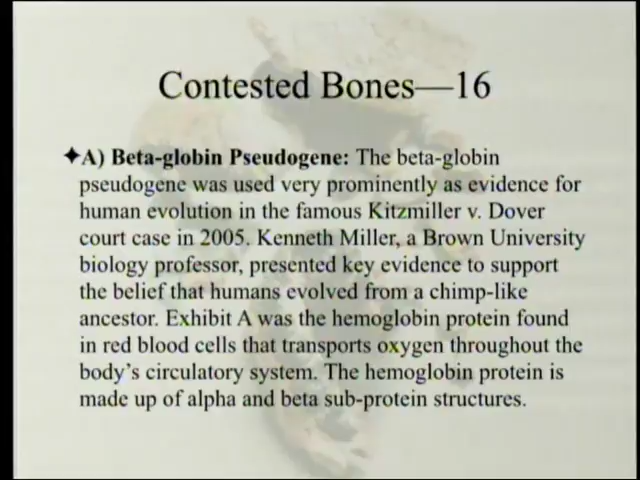 Contested Bones—16
✦A) Beta-globin Pseudogene: The beta-globin
pseudogene was used very prominently as evidence for
human evolution in the famous Kitzmiller v. Dover
court case in 2005. Kenneth Miller, a Brown University
biology professor, presented key evidence to support
the belief that humans evolved from a chimp-like
ancestor. Exhibit A was the hemoglobin protein found
in red blood cells that transports oxygen throughout the
body’s circulatory system. The hemoglobin protein is
made up of alpha and beta sub-protein structures.